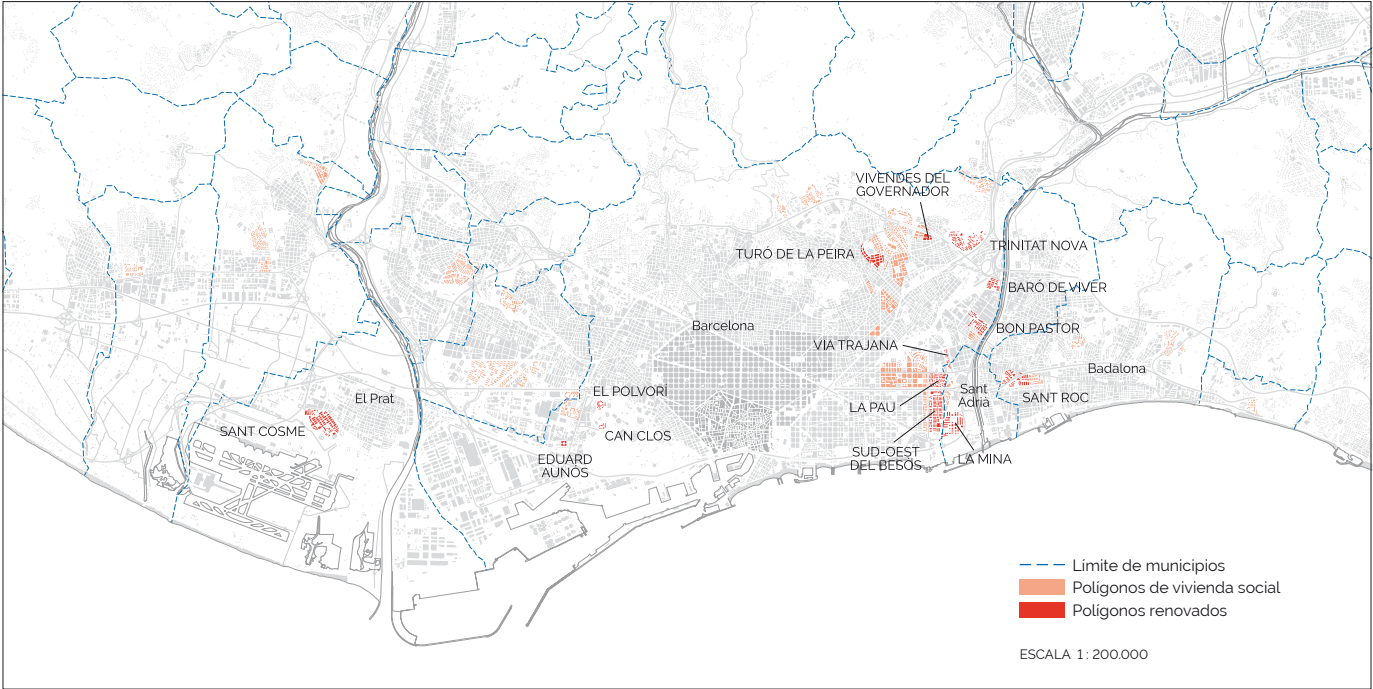 VIVENDES DEL
GOVERNADOR
TURÓ DE LA PEIRA
TRINITAT NOVA
BARÓ DE VIVER
BON PASTOR
Barcelona
VIA TRAJANA
Badalona
EL POLVORÍ
El Prat
Sant
Adrià
SANT ROC
LA PAU
SANT COSME
CAN CLOS
EDUARD
AUNÓS
SUD-OEST
DEL BESÒS
LA MINA
Límite de municipios
Polígonos de vivienda social
Polígonos renovados
ESCALA 1: 200.000